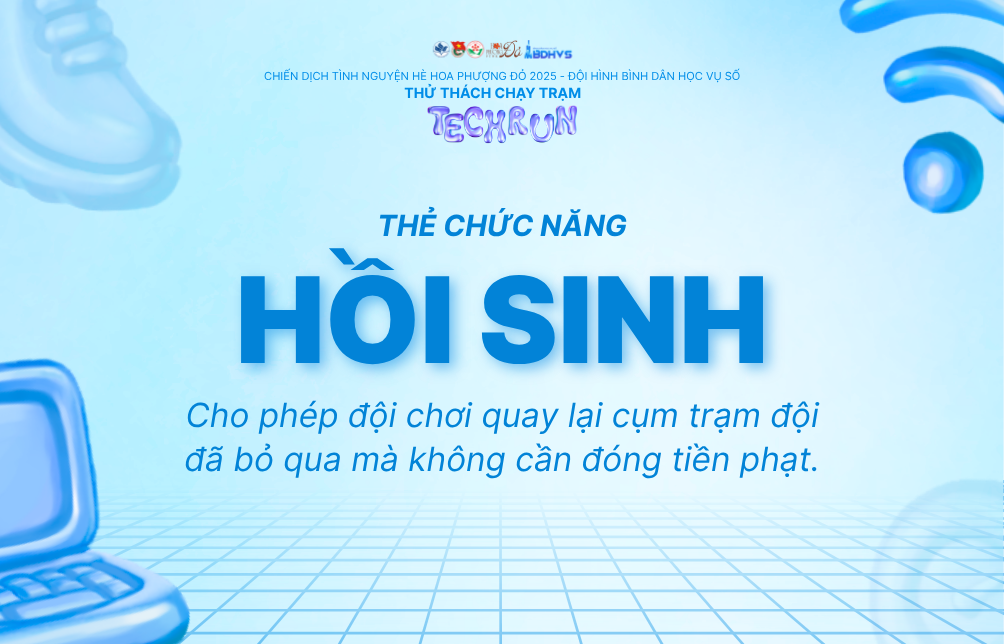 BDHVS
CHIẾN DỊCH TÌNH NGUYỆN HÈ HOA PHƯỢNG ĐỎ 2025 - ĐỘI HÌNH BÌNH DÂN HỌC VỤ SỐ
THỬ THÁCH CHẠY TRẠM
TECHRUN
THẺ CHỨC NĂNG
HỒI SINH
Cho phép đội chơi quay lại cụm trạm đội
đã bỏ qua mà không cần đóng tiền phạt.